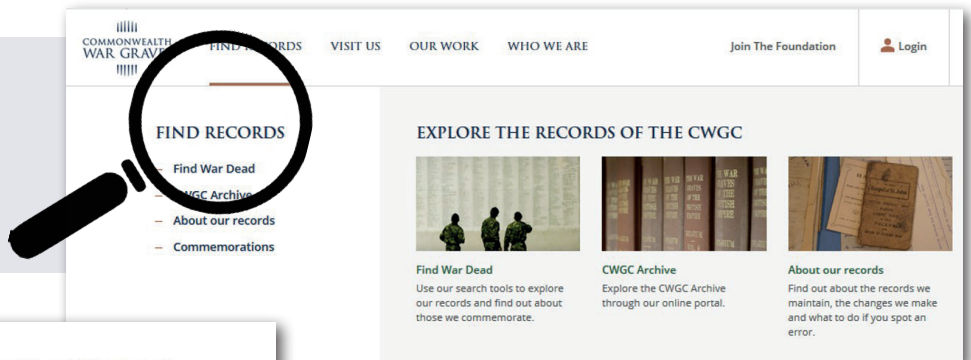 COMMONWEALTH
WAR GRAVES
FIND RECORDS
VISIT US
OUR WORK
WHO WE ARE
Join The Foundation
Login
FIND RECORDS
– Find War Dead
– CWGC Archive
– About our records
– Commemorations
EXPLORE THE RECORDS OF THE CWGC
Find War Dead
Use our search tools to explore
our records and find out about
those we commemorate.
CWGC Archive
Explore the CWGC Archive
through our online portal.
About our records
Find out about the records we
maintain, the changes we make
and what to do if you spot an
error.